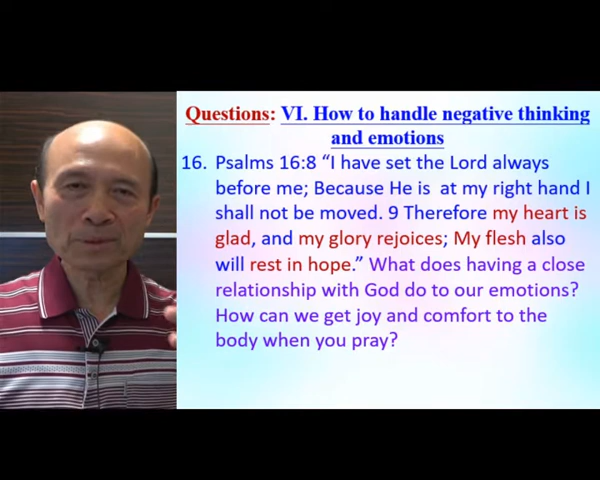 Questions: VI. How to handle negative thinking
and emotions
16. Psalms 16:8 “I have set the Lord always
before me; Because He is at my right hand I
shall not be moved. 9 Therefore my heart is
glad, and my glory rejoices; My flesh also
will rest in hope.” What does having a close
relationship with God do to our emotions?
How can we get joy and comfort to the
body when you pray?